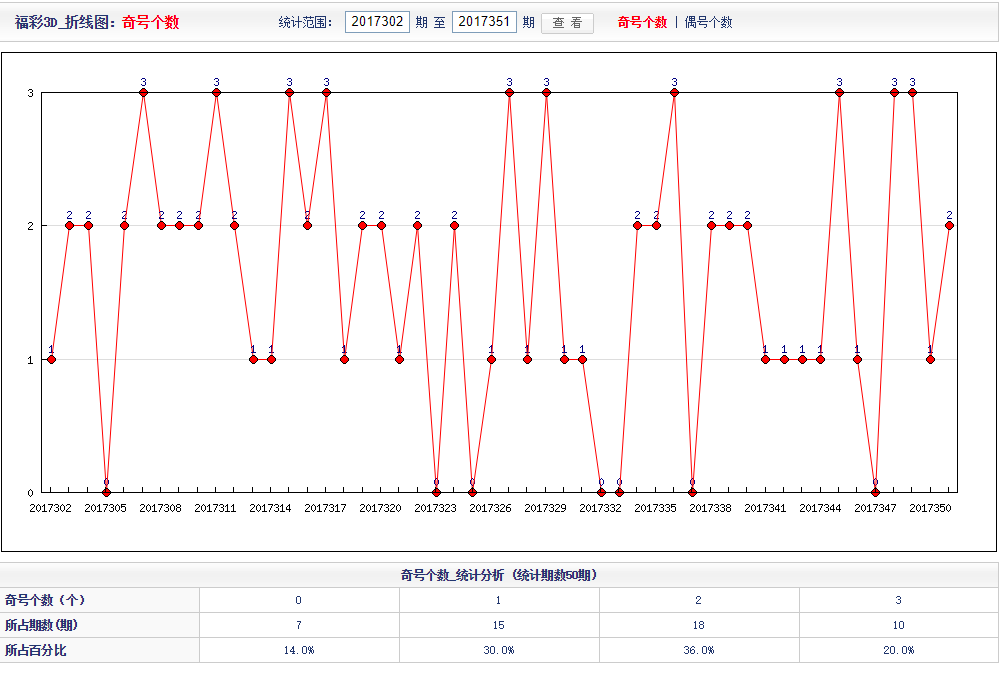 福彩3D_折线图：奇号个数 统计范围： 2017302 期 至 2017351 期 查 看 奇号个数 | 偶号个数
3 3 3 3 3 3 3 3 3 3
3
2 2 2 2 2 2 2 2 2 2 2 2 2 2 2 2 2 2
2
1 1 1 1 1 1 1 1 1 1 1 1 1 1 1
1
0 0 0 0 0 0 0
0
2017302 2017305 2017308 2017311 2017314 2017317 2017320 2017323 2017326 2017329 2017332 2017335 2017338 2017341 2017344 2017347 2017350
奇号个数_统计分析 (统计期数50期)
奇号个数（个） 0 1 2 3
所占期数(期) 7 15 18 10
所占百分比 14.0% 30.0% 36.0% 20.0%